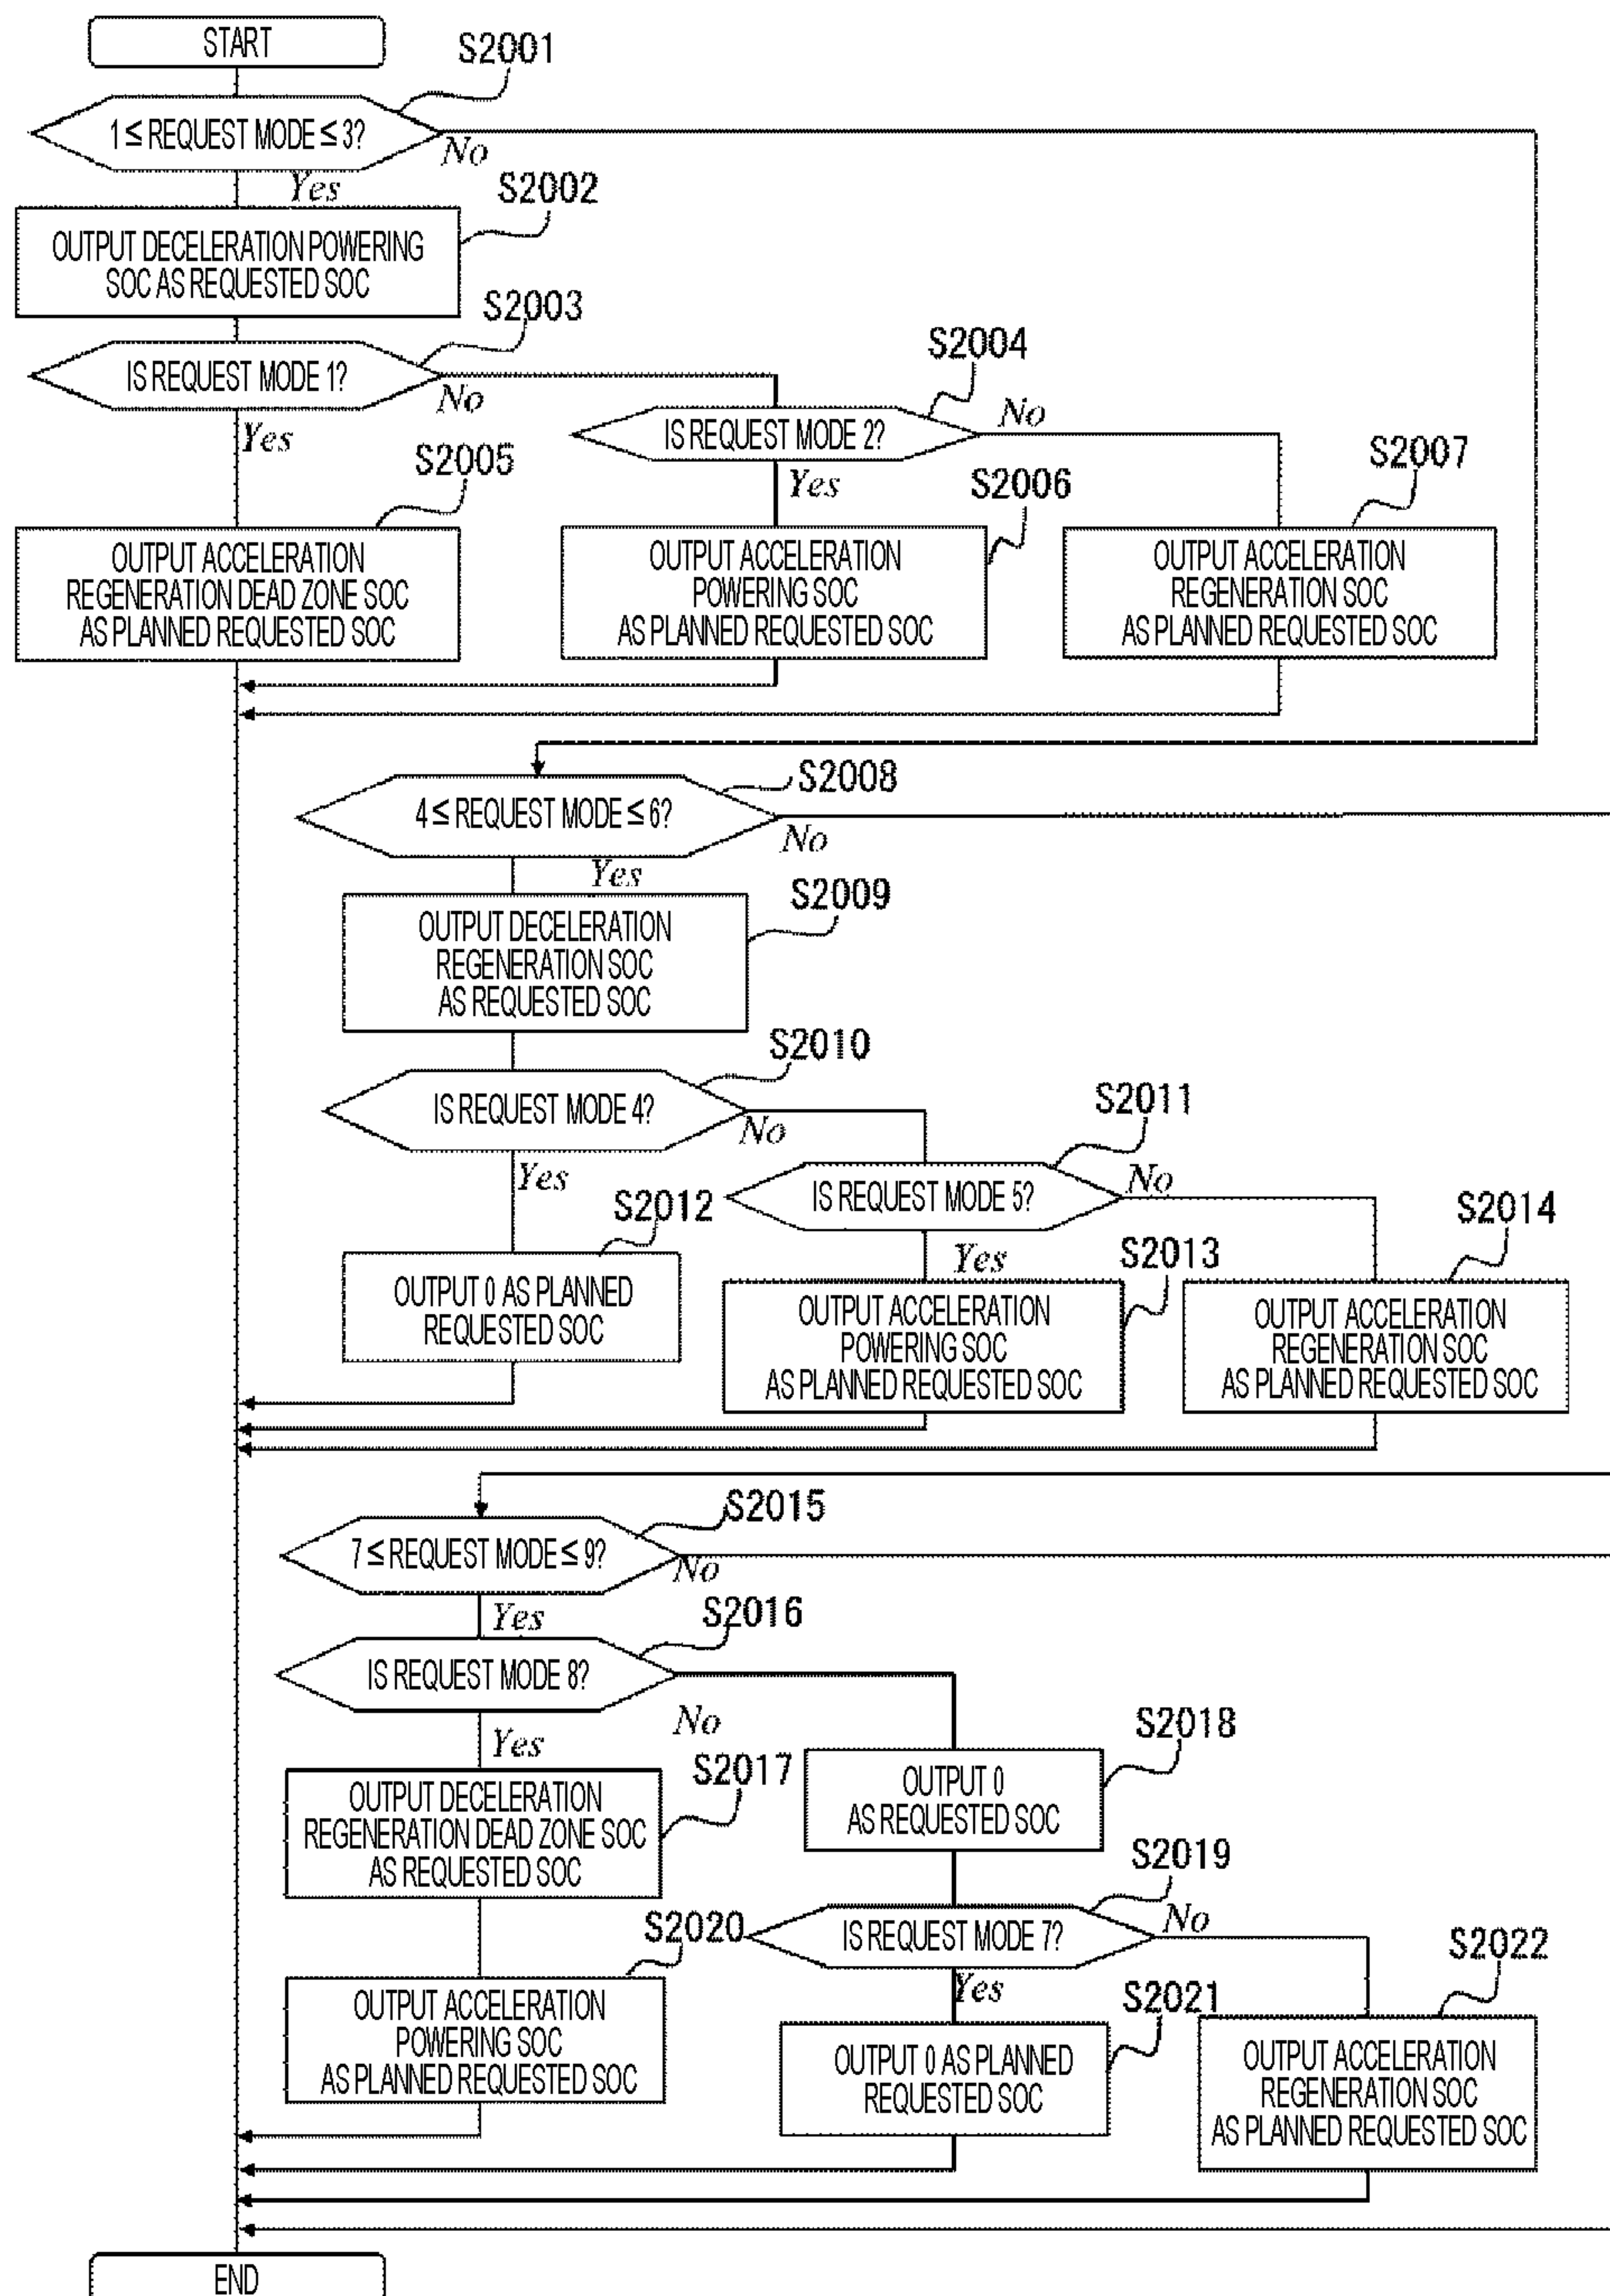 START
S2001
1 ≤ REQUEST MODE ≤ 3?
No
Yes
S2002
OUTPUT DECELERATION POWERING
SOC AS REQUESTED SOC
S2003
IS REQUEST MODE 1?
No
Yes
S2004
IS REQUEST MODE 2?
No
Yes
S2005
OUTPUT ACCELERATION
REGENERATION DEAD ZONE SOC
AS PLANNED REQUESTED SOC
S2006
OUTPUT ACCELERATION
POWERING SOC
AS PLANNED REQUESTED SOC
S2007
OUTPUT ACCELERATION
REGENERATION SOC
AS PLANNED REQUESTED SOC
S2008
4 ≤ REQUEST MODE ≤ 6?
No
Yes
S2009
OUTPUT DECELERATION
REGENERATION SOC
AS REQUESTED SOC
S2010
IS REQUEST MODE 4?
No
Yes
S2011
IS REQUEST MODE 5?
No
Yes
S2012
OUTPUT 0 AS PLANNED
REQUESTED SOC
S2013
OUTPUT ACCELERATION
POWERING SOC
AS PLANNED REQUESTED SOC
S2014
OUTPUT ACCELERATION
REGENERATION SOC
AS PLANNED REQUESTED SOC
S2015
7 ≤ REQUEST MODE ≤ 9?
No
Yes
S2016
IS REQUEST MODE 8?
No
Yes
S2017
OUTPUT DECELERATION
REGENERATION DEAD ZONE SOC
AS REQUESTED SOC
S2018
OUTPUT 0
AS REQUESTED SOC
S2019
IS REQUEST MODE 7?
No
Yes
S2020
OUTPUT ACCELERATION
POWERING SOC
AS PLANNED REQUESTED SOC
S2021
OUTPUT 0 AS PLANNED
REQUESTED SOC
S2022
OUTPUT ACCELERATION
REGENERATION SOC
AS PLANNED REQUESTED SOC
END